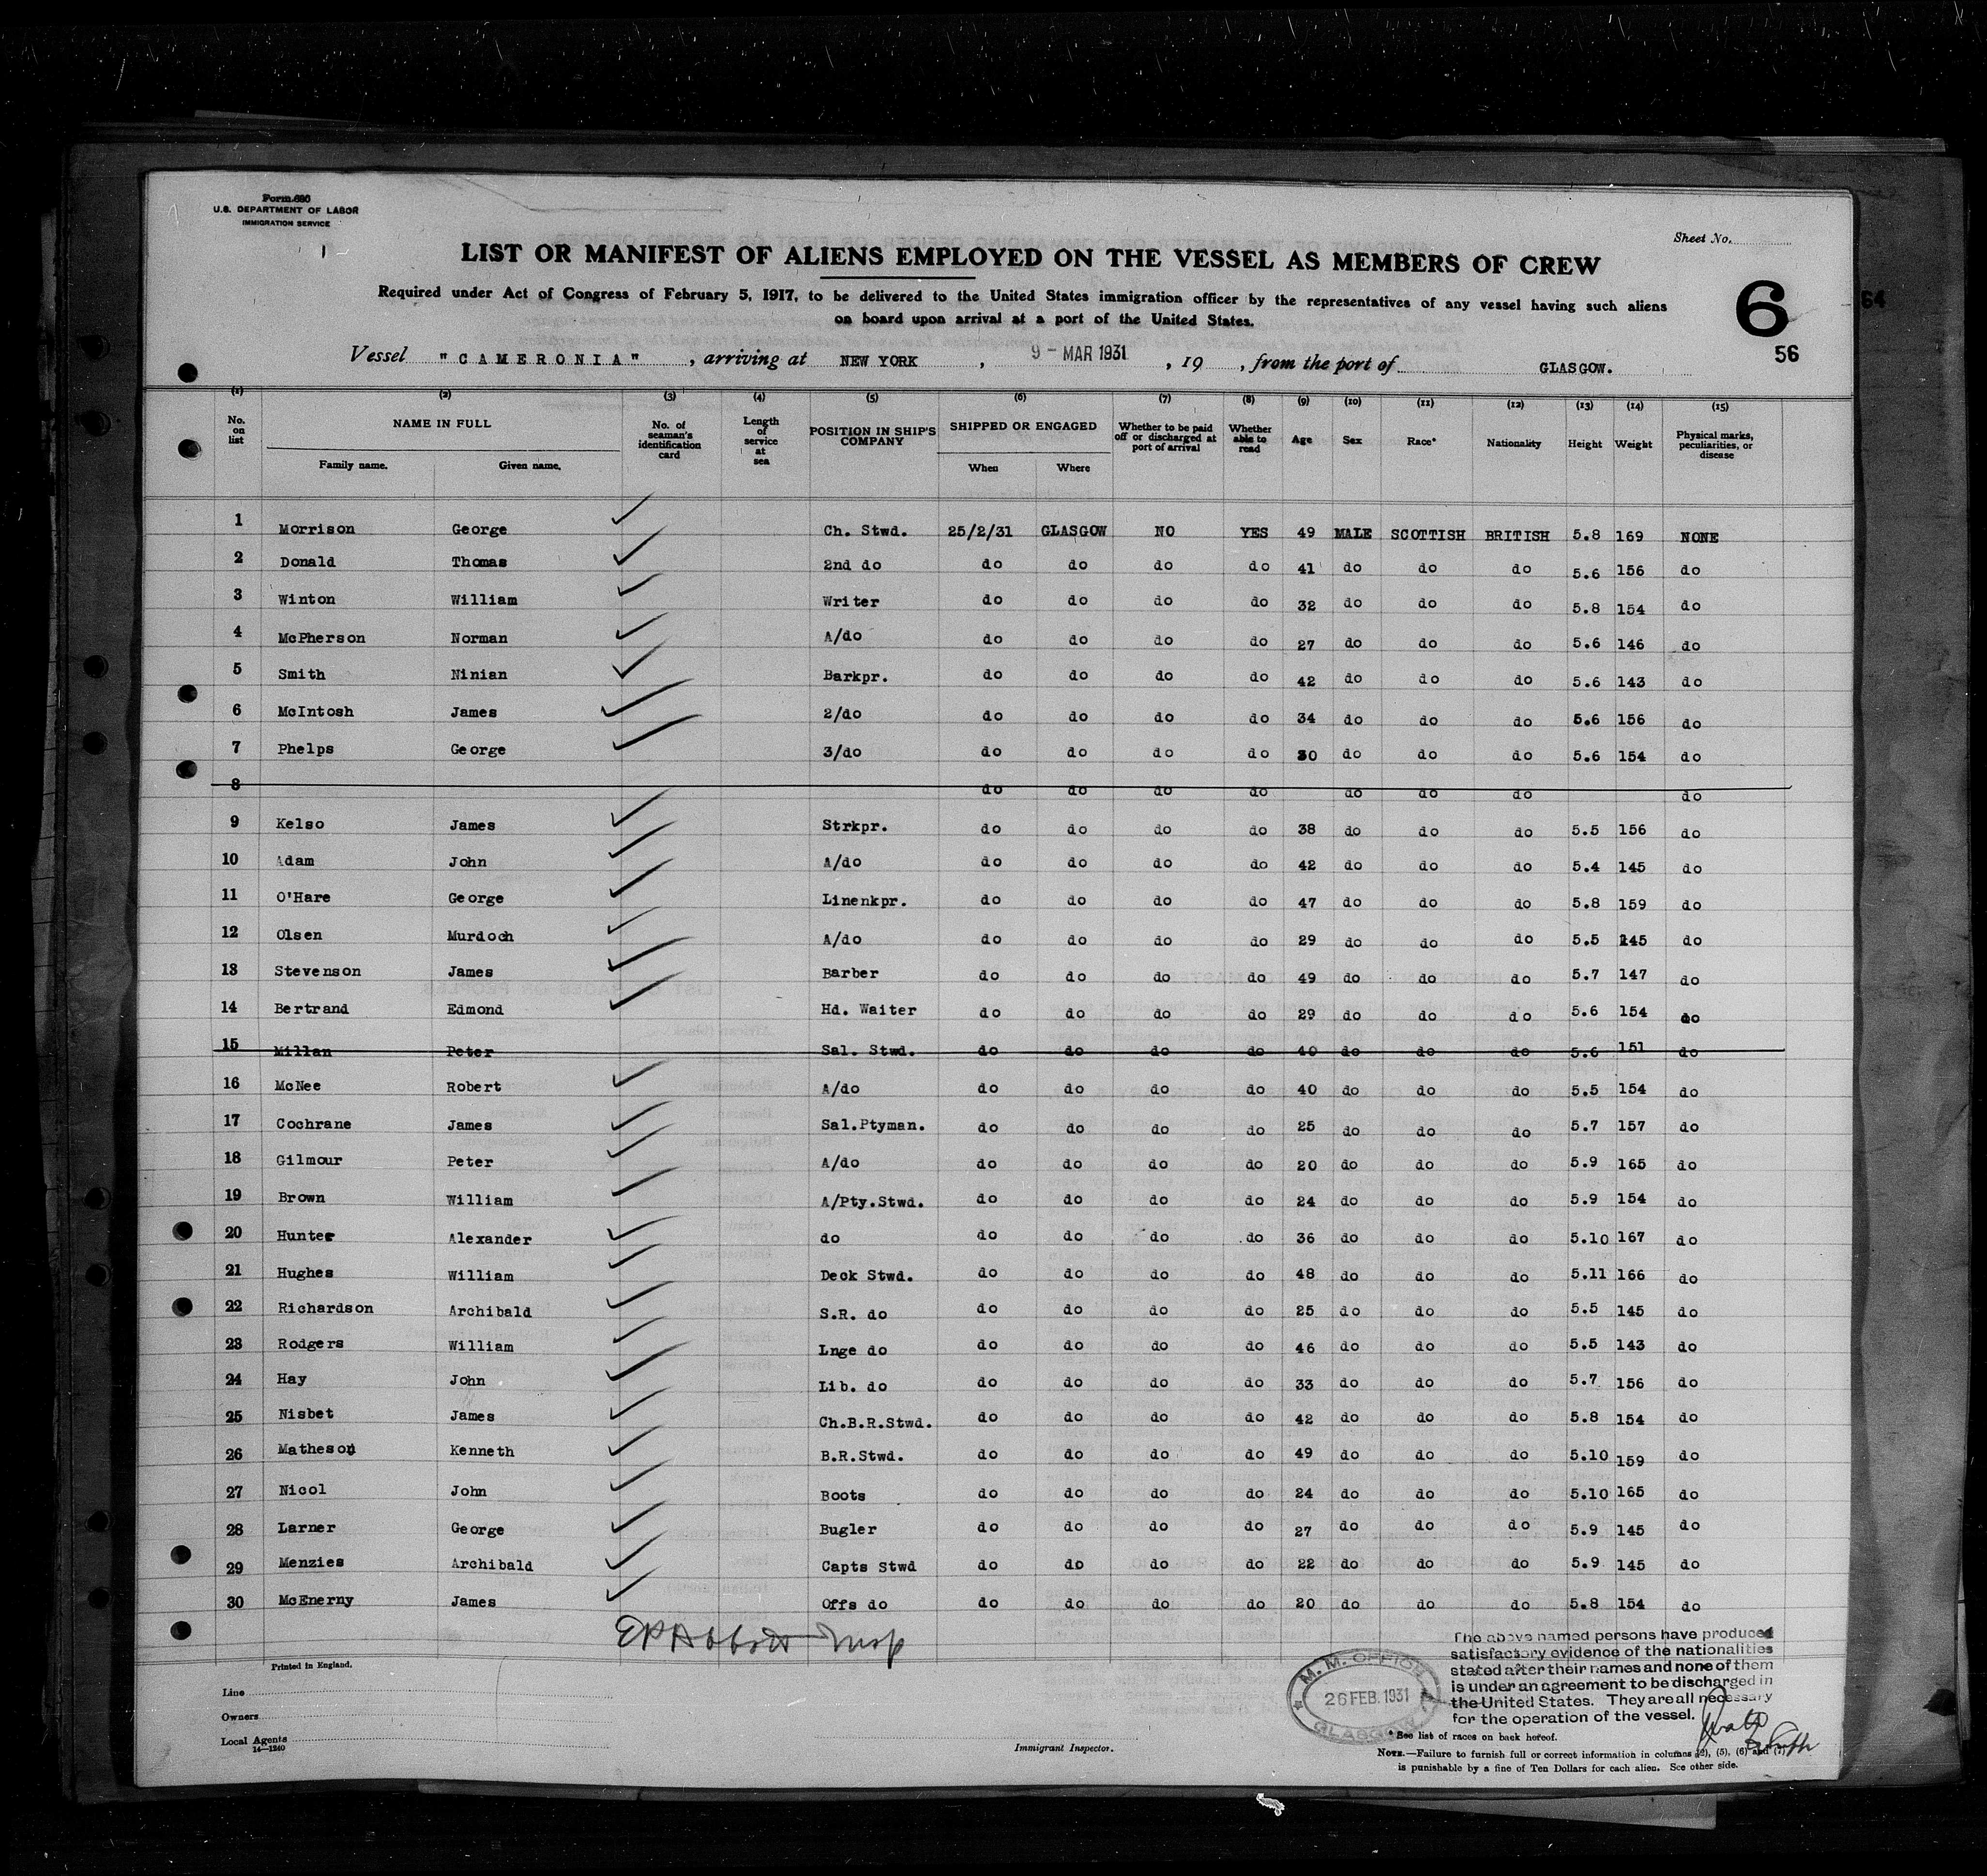 Form 680
U.S. DEPARTMENT OF LABOR
IMMIGRATION SERVICE
Sheet No.
LIST OR MANIFEST OF ALIENS EMPLOYED ON THE VESSEL AS MEMBERS OF CREW
Required under Act of Congress of February 5, 1917, to be delivered to the United States immigration officer by the representatives of any vessel having such aliens
on board upon arrival at a port of the United States.
6
64
56
Vessel "CAMERONIA", arriving at NEW YORK, 9 - MAR 1931, 19 , from the port of GLASGOW.
(1) (2) (3) (4) (5) (6) (7) (8) (9) (10) (11) (12) (13) (14) (15)
No. on list NAME IN FULL Family name. Given name. No. of seaman's identification card Length of service at sea POSITION IN SHIP'S COMPANY SHIPPED OR ENGAGED When Where Whether to be paid off or discharged at port of arrival Whether able to read Age Sex Race* Nationality Height Weight Physical marks, peculiarities, or disease
1 Morrison George Ch. Stwd. 25/2/31 GLASGOW NO YES 49 MALE SCOTTISH BRITISH 5.8 169 NONE
2 Donald Thomas 2nd do do do do do 41 do do do 5.6 156 do
3 Winton William Writer do do do do 32 do do do 5.8 154 do
4 McPherson Norman A/do do do do do 27 do do do 5.6 146 do
5 Smith Ninian Barkpr. do do do do 42 do do do 5.6 143 do
6 McIntosh James 2/do do do do do 34 do do do 5.6 156 do
7 Phelps George 3/do do do do do 30 do do do 5.6 154 do
8 do do do do do do do do
9 Kelso James Strkpr. do do do do 38 do do do 5.5 156 do
10 Adam John A/do do do do do 42 do do do 5.4 145 do
11 O'Hare George Linenkpr. do do do do 47 do do do 5.8 159 do
12 Olsen Murdoch A/do do do do do 29 do do do 5.5 145 do
13 Stevenson James Barber do do do do 49 do do do 5.7 147 do
14 Bertrand Edmond Hd. Waiter do do do do 29 do do do 5.6 154 do
15 Millan Peter Sal. Stwd. do do do do 40 do do do 5.6 151 do
16 McNee Robert A/do do do do do 40 do do do 5.5 154 do
17 Cochrane James Sal.Ptyman. do do do do 25 do do do 5.7 157 do
18 Gilmour Peter A/do do do do do 20 do do do 5.9 165 do
19 Brown William A/Pty.Stwd. do do do do 24 do do do 5.9 154 do
20 Hunter Alexander do do do do do 36 do do do 5.10 167 do
21 Hughes William Deck Stwd. do do do do 48 do do do 5.11 166 do
22 Richardson Archibald S.R. do do do do do 25 do do do 5.5 145 do
23 Rodgers William Lnge do do do do do 46 do do do 5.5 143 do
24 Hay John Lib. do do do do do 33 do do do 5.7 156 do
25 Nisbet James Ch.B.R.Stwd. do do do do 42 do do do 5.8 154 do
26 Matheson Kenneth B.R.Stwd. do do do do 49 do do do 5.10 159 do
27 Nicol John Boots do do do do 24 do do do 5.10 165 do
28 Larner George Bugler do do do do 27 do do do 5.9 145 do
29 Menzies Archibald Capts Stwd do do do do 22 do do do 5.9 145 do
30 McEnerny James Offs do do do do do 20 do do do 5.8 154 do
Insp
Printed in England.
Line
Owners
Local Agents
14—1240
Immigrant Inspector.
M. M. OFFICE
26 FEB. 1931
GLASGOW
The above named persons have produced
satisfactory evidence of the nationalities
stated after their names and none of them
is under an agreement to be discharged in
the United States. They are all necessary
for the operation of the vessel.
* See list of races on back hereof.
NOTE.—Failure to furnish full or correct information in columns (2), (5), (6) and (7)
is punishable by a fine of Ten Dollars for each alien. See other side.